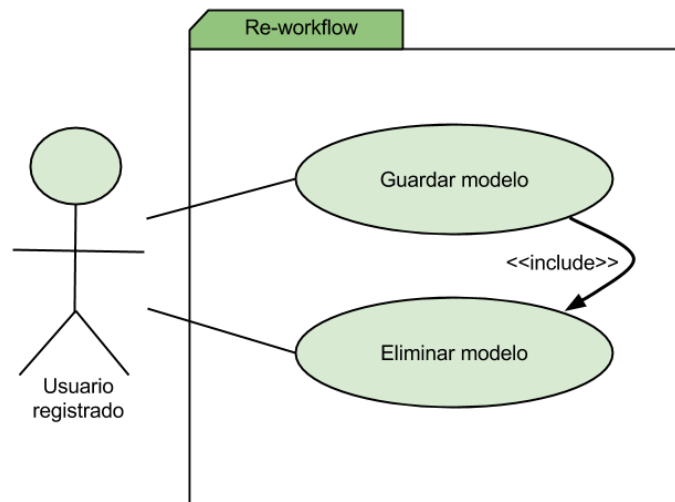 Re-workflow
Guardar modelo
<<include>>
Eliminar modelo
Usuario
registrado